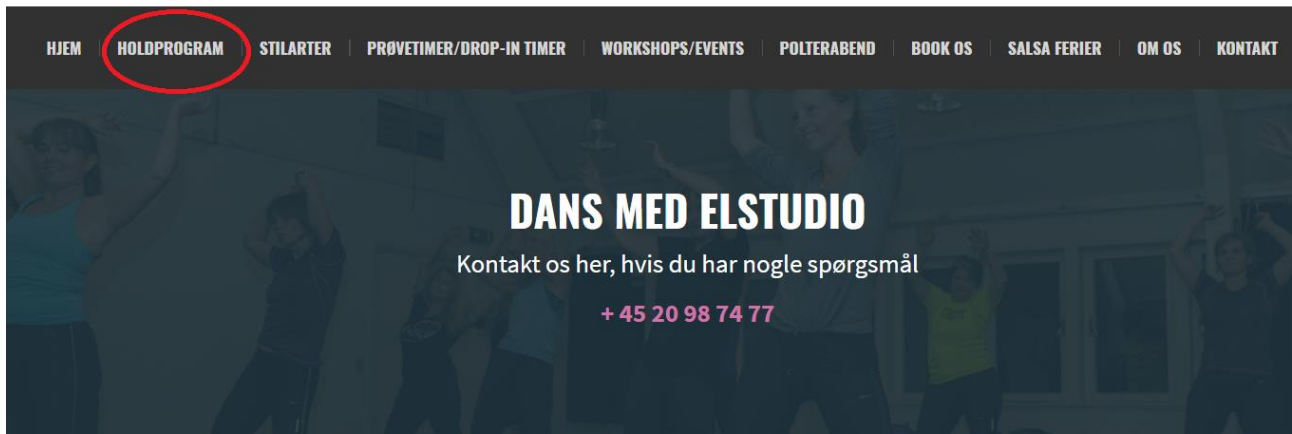 HJEM HOLDPROGRAM STILARTER PRØVETIMER/DROP-IN TIMER WORKSHOPS/EVENTS POLTERABEND BOOK OS SALSA FERIER OM OS KONTAKT
DANS MED ELSTUDIO
Kontakt os her, hvis du har nogle spørgsmål
+ 45 20 98 74 77